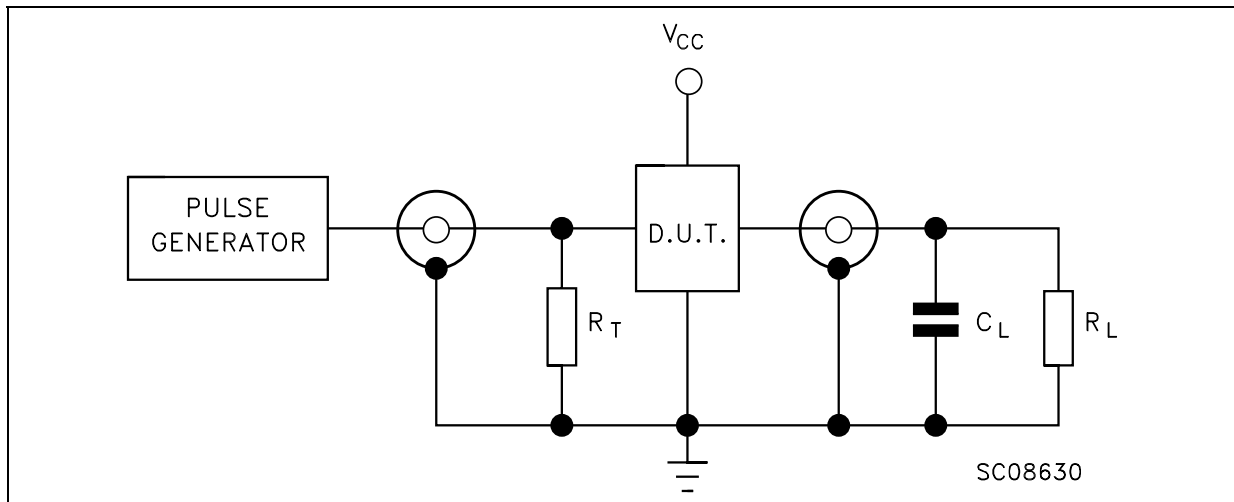 VCC
PULSE
GENERATOR
D.U.T.
RT
CL
RL
SC08630